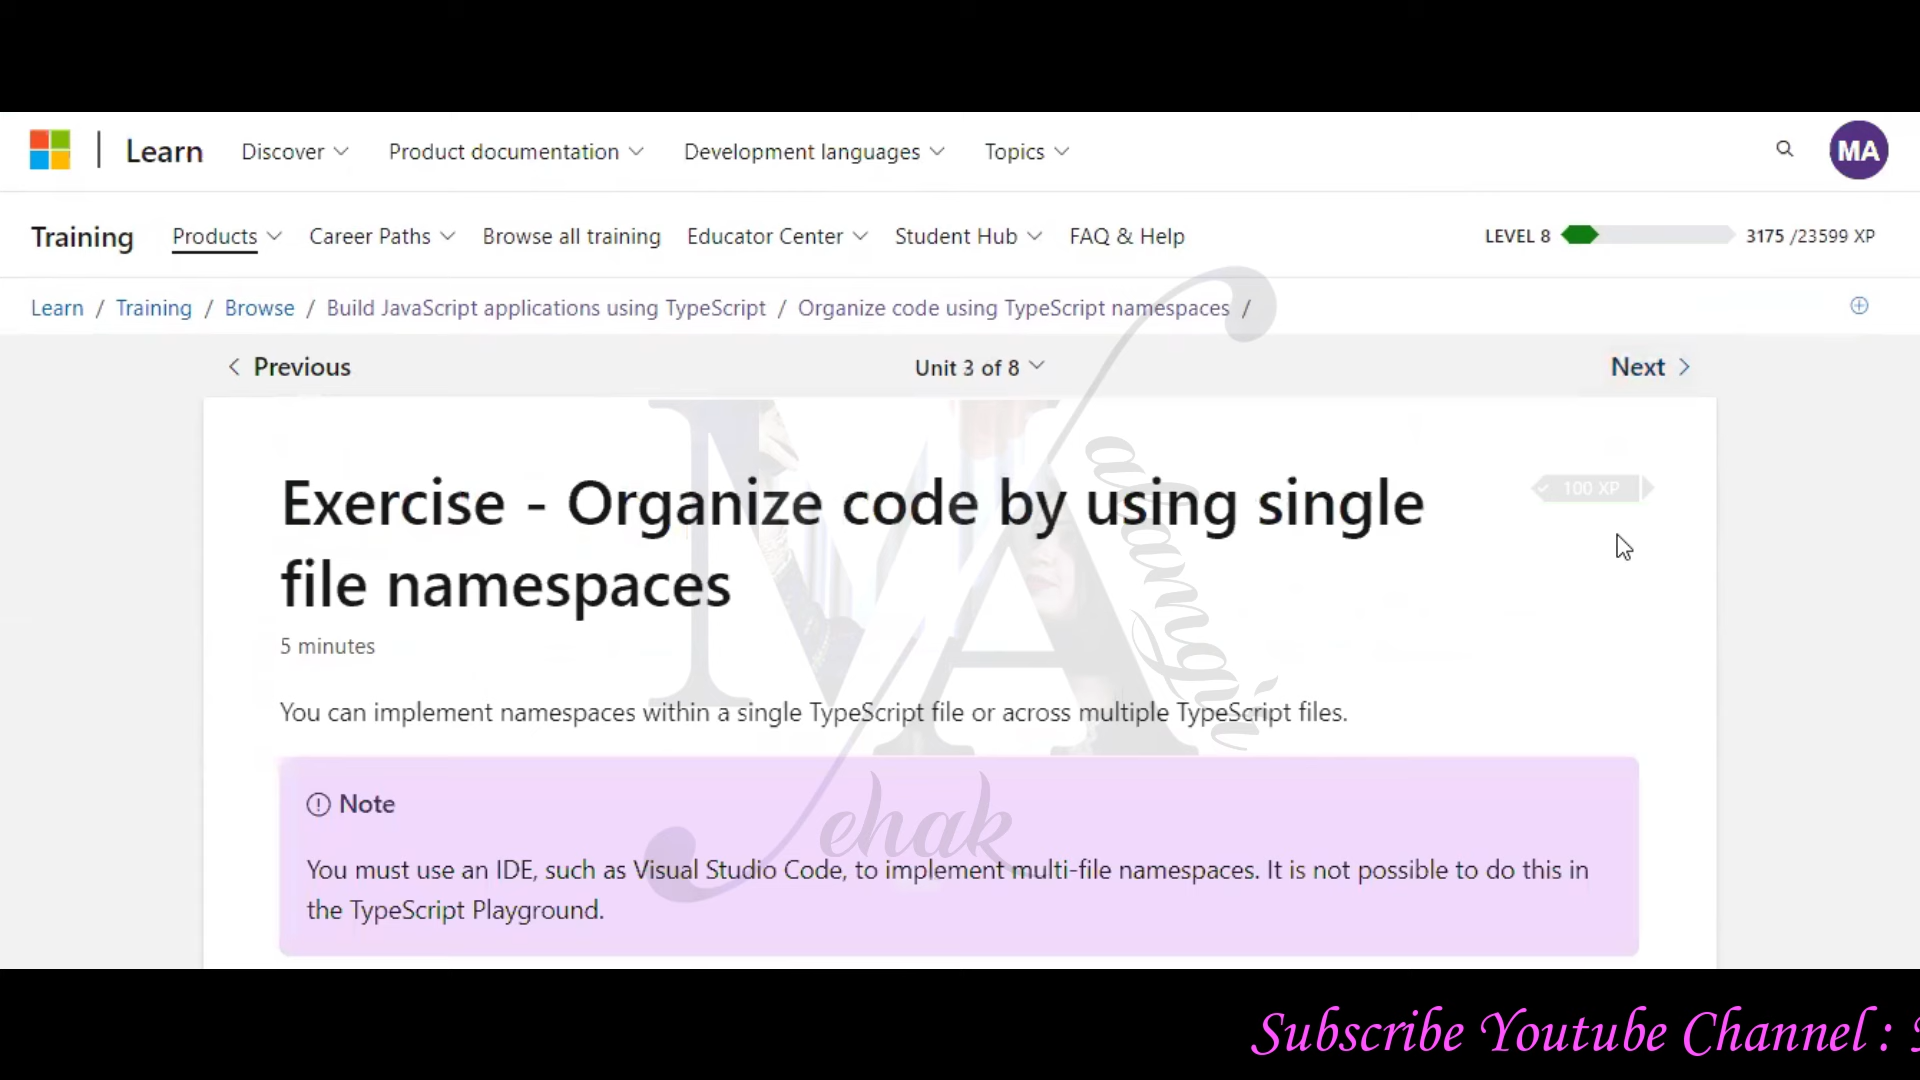 Learn Discover Product documentation Development languages Topics MA
Training Products Career Paths Browse all training Educator Center Student Hub FAQ & Help LEVEL 8 3175 /23599 XP
Learn / Training / Browse / Build JavaScript applications using TypeScript / Organize code using TypeScript namespaces /
Previous Unit 3 of 8 Next
Exercise - Organize code by using single
file namespaces
100 XP
5 minutes
You can implement namespaces within a single TypeScript file or across multiple TypeScript files.
Note
You must use an IDE, such as Visual Studio Code, to implement multi-file namespaces. It is not possible to do this in
the TypeScript Playground.
MA
ehak
Subscribe Youtube Channel :